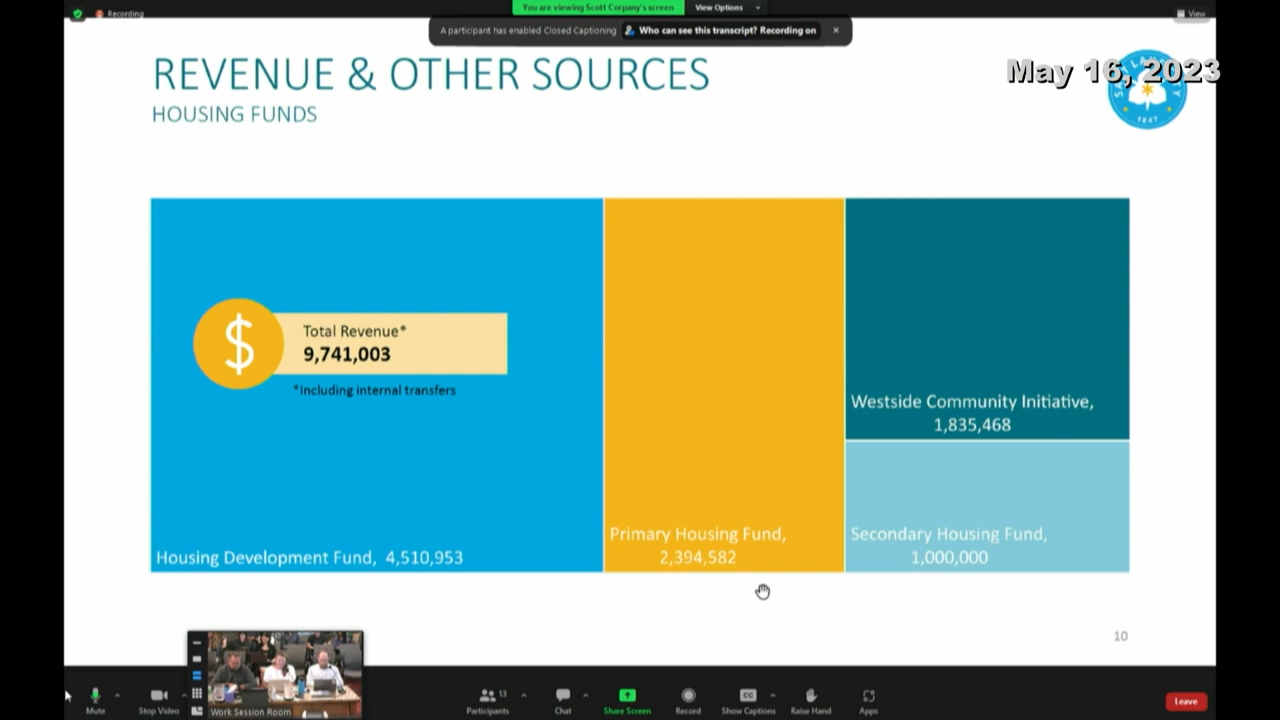 Recording
You are viewing Scott Corpany's screen
View Options
View
A participant has enabled Closed Captioning
Who can see this transcript? Recording on
REVENUE & OTHER SOURCES
HOUSING FUNDS
May 16, 2023
1847
Total Revenue*
9,741,003
*Including internal transfers
Housing Development Fund, 4,510,953
Primary Housing Fund,
2,394,582
Westside Community Initiative,
1,835,468
Secondary Housing Fund,
1,000,000
10
Work Session Room
Mute
Stop Video
Participants
13
Chat
Share Screen
Record
CC
Show Captions
Raise Hand
Apps
Leave